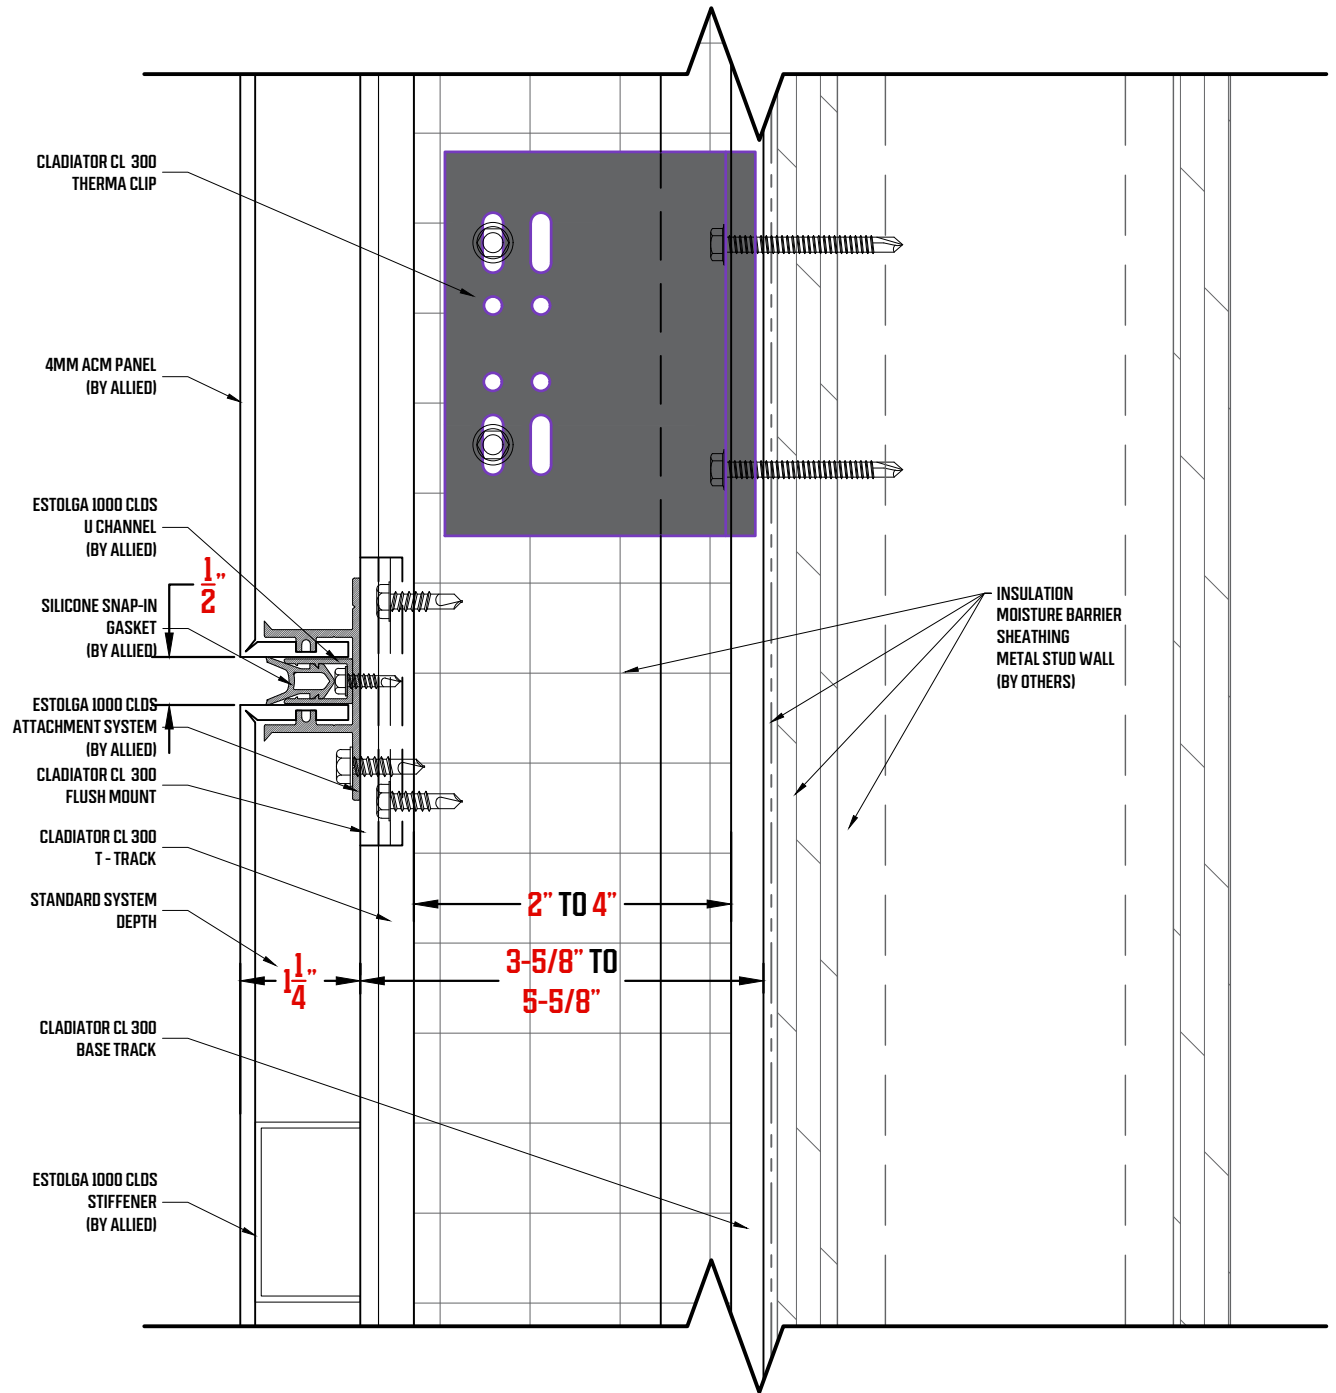 CLADIATOR CL 300
THERMA CLIP
4MM ACM PANEL
(BY ALLIED)
ESTOLGA 1000 CLDS
U CHANNEL
(BY ALLIED)
1/2"
SILICONE SNAP-IN
GASKET
(BY ALLIED)
INSULATION
MOISTURE BARRIER
SHEATHING
METAL STUD WALL
(BY OTHERS)
ESTOLGA 1000 CLDS
ATTACHMENT SYSTEM
(BY ALLIED)
CLADIATOR CL 300
FLUSH MOUNT
CLADIATOR CL 300
T - TRACK
STANDARD SYSTEM
DEPTH
2" TO 4"
1 1/4"
3-5/8" TO
5-5/8"
CLADIATOR CL 300
BASE TRACK
ESTOLGA 1000 CLDS
STIFFENER
(BY ALLIED)